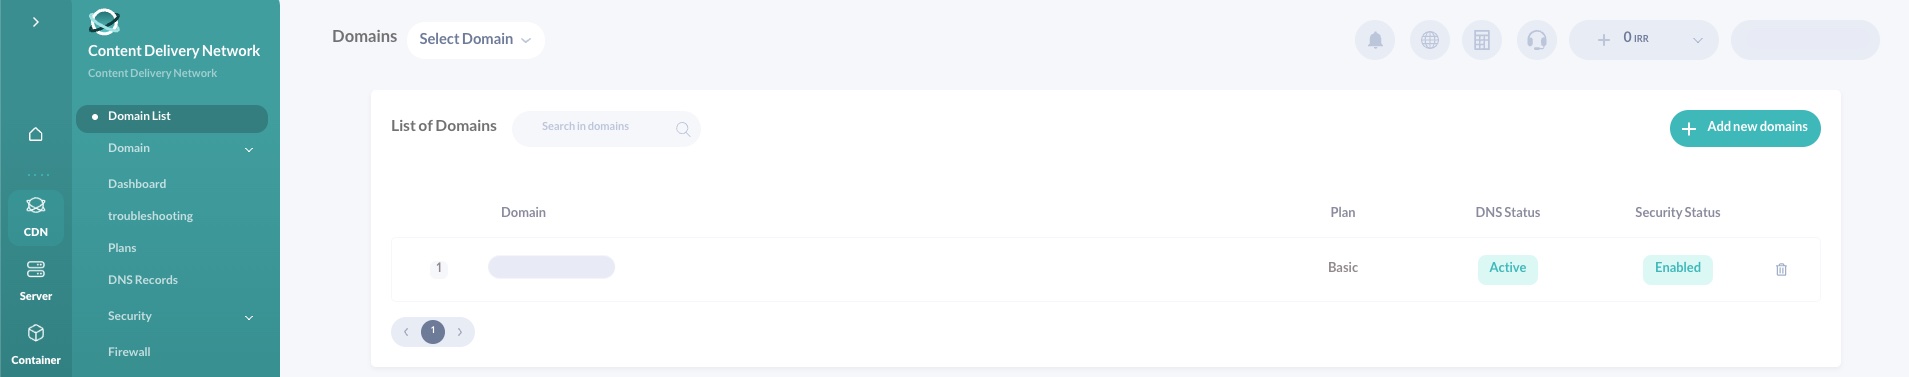 Content Delivery Network
Content Delivery Network
Domain List
Domain
Dashboard
troubleshooting
Plans
DNS Records
Security
Firewall
CDN
Server
Container
Domains
Select Domain
0 IRR
List of Domains
Search in domains
Add new domains
Domain Plan DNS Status Security Status
1 Basic Active Enabled
1